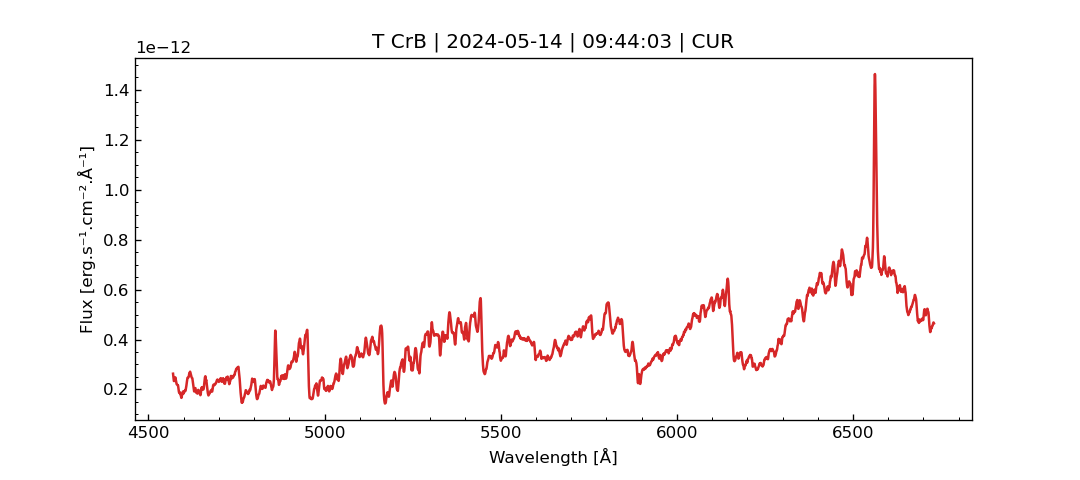 T CrB | 2024-05-14 | 09:44:03 | CUR
1e−12
1.4
1.2
1.0
0.8
0.6
0.4
0.2
Flux [erg.s⁻¹.cm⁻².Å⁻¹]
4500 5000 5500 6000 6500
Wavelength [Å]